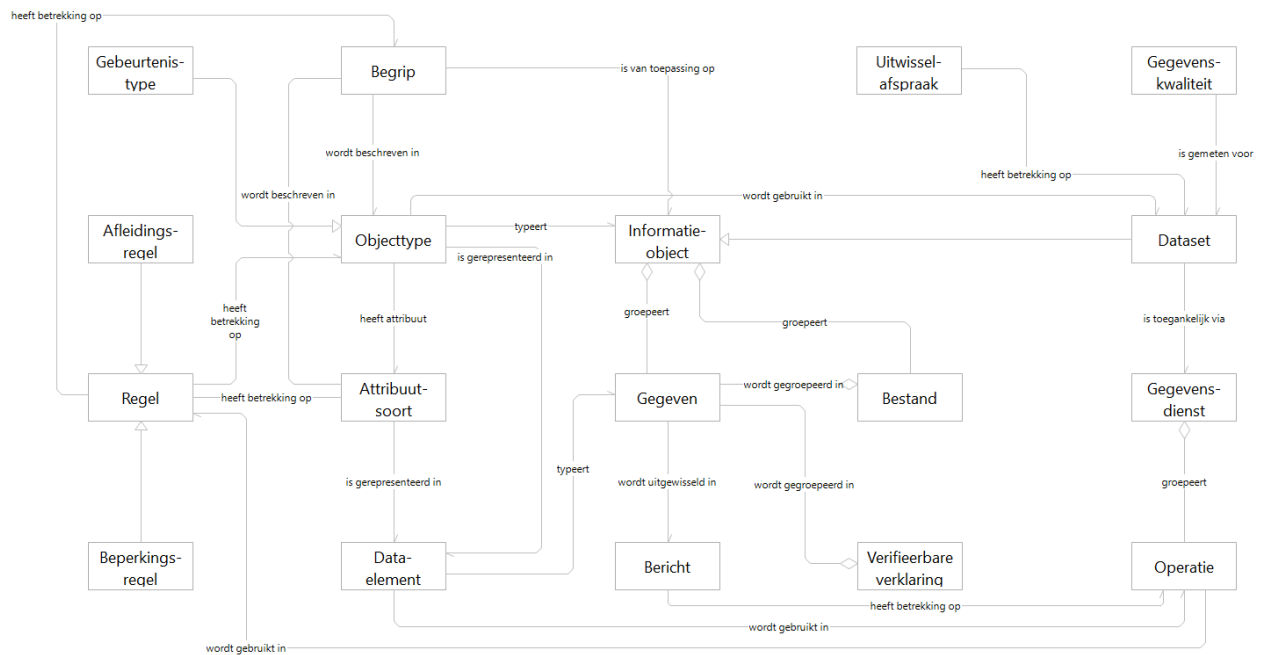 heeft betrekking op
Gebeurtenis-
type
Begrip
is van toepassing op
Uitwissel-
afspraak
Gegevens-
kwaliteit
wordt beschreven in
is gemeten voor
heeft betrekking op
wordt beschreven in
wordt gebruikt in
Afleidings-
regel
Objecttype
typeert
Informatie-
object
Dataset
is gerepresenteerd in
heeft
betrekking
op
heeft attribuut
groepeert
groepeert
is toegankelijk via
Regel
heeft betrekking op
Attribuut-
soort
Gegeven
wordt gegroepeerd in
Bestand
Gegevens-
dienst
typeert
is gerepresenteerd in
wordt uitgewisseld in
wordt gegroepeerd in
groepeert
Beperkings-
regel
Data-
element
Bericht
Verifieerbare
verklaring
Operatie
heeft betrekking op
wordt gebruikt in
wordt gebruikt in